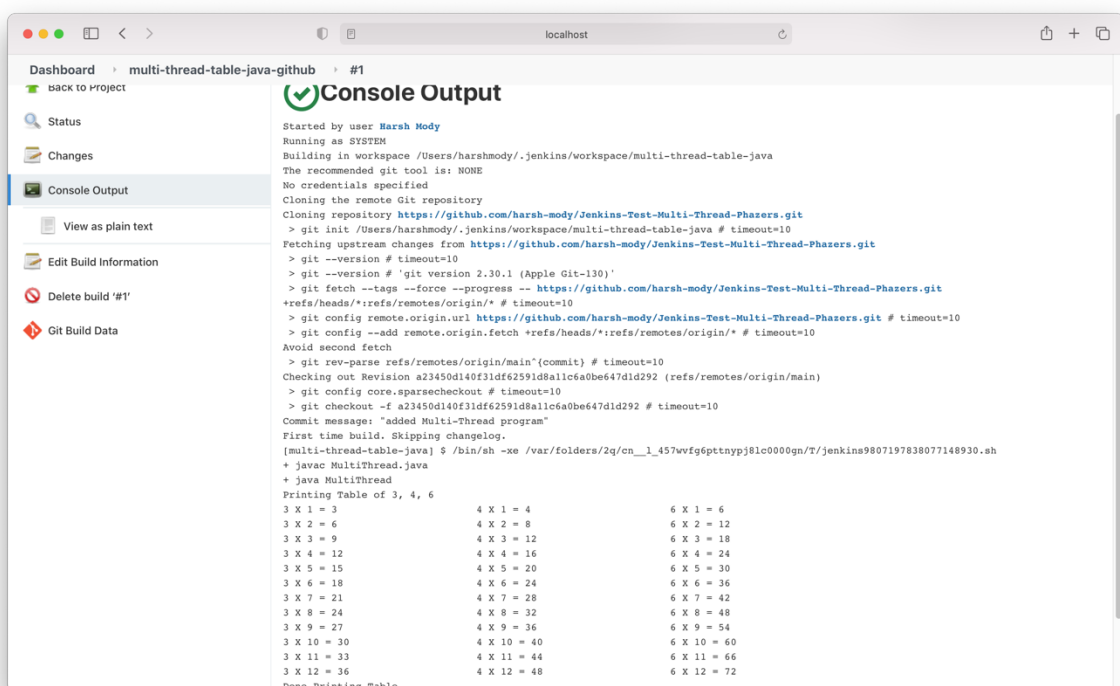 localhost
Dashboard multi-thread-table-java-github #1
Back to Project
Status
Changes
Console Output
View as plain text
Edit Build Information
Delete build ‘#1’
Git Build Data
Console Output
Started by user Harsh Mody
Running as SYSTEM
Building in workspace /Users/harshmody/.jenkins/workspace/multi-thread-table-java
The recommended git tool is: NONE
No credentials specified
Cloning the remote Git repository
Cloning repository https://github.com/harsh-mody/Jenkins-Test-Multi-Thread-Phazers.git
> git init /Users/harshmody/.jenkins/workspace/multi-thread-table-java # timeout=10
Fetching upstream changes from https://github.com/harsh-mody/Jenkins-Test-Multi-Thread-Phazers.git
> git --version # timeout=10
> git --version # 'git version 2.30.1 (Apple Git-130)'
> git fetch --tags --force --progress -- https://github.com/harsh-mody/Jenkins-Test-Multi-Thread-Phazers.git
+refs/heads/*:refs/remotes/origin/* # timeout=10
> git config remote.origin.url https://github.com/harsh-mody/Jenkins-Test-Multi-Thread-Phazers.git # timeout=10
> git config --add remote.origin.fetch +refs/heads/*:refs/remotes/origin/* # timeout=10
Avoid second fetch
> git rev-parse refs/remotes/origin/main^{commit} # timeout=10
Checking out Revision a23450d140f31df62591d8a11c6a0be647d1d292 (refs/remotes/origin/main)
> git config core.sparsecheckout # timeout=10
> git checkout -f a23450d140f31df62591d8a11c6a0be647d1d292 # timeout=10
Commit message: "added Multi-Thread program"
First time build. Skipping changelog.
[multi-thread-table-java] $ /bin/sh -xe /var/folders/2q/cn__l_457wvfg6pttnypj8lc0000gn/T/jenkins9807197838077148930.sh
+ javac MultiThread.java
+ java MultiThread
Printing Table of 3, 4, 6
3 X 1 = 3 4 X 1 = 4 6 X 1 = 6
3 X 2 = 6 4 X 2 = 8 6 X 2 = 12
3 X 3 = 9 4 X 3 = 12 6 X 3 = 18
3 X 4 = 12 4 X 4 = 16 6 X 4 = 24
3 X 5 = 15 4 X 5 = 20 6 X 5 = 30
3 X 6 = 18 4 X 6 = 24 6 X 6 = 36
3 X 7 = 21 4 X 7 = 28 6 X 7 = 42
3 X 8 = 24 4 X 8 = 32 6 X 8 = 48
3 X 9 = 27 4 X 9 = 36 6 X 9 = 54
3 X 10 = 30 4 X 10 = 40 6 X 10 = 60
3 X 11 = 33 4 X 11 = 44 6 X 11 = 66
3 X 12 = 36 4 X 12 = 48 6 X 12 = 72
Done Printing Table